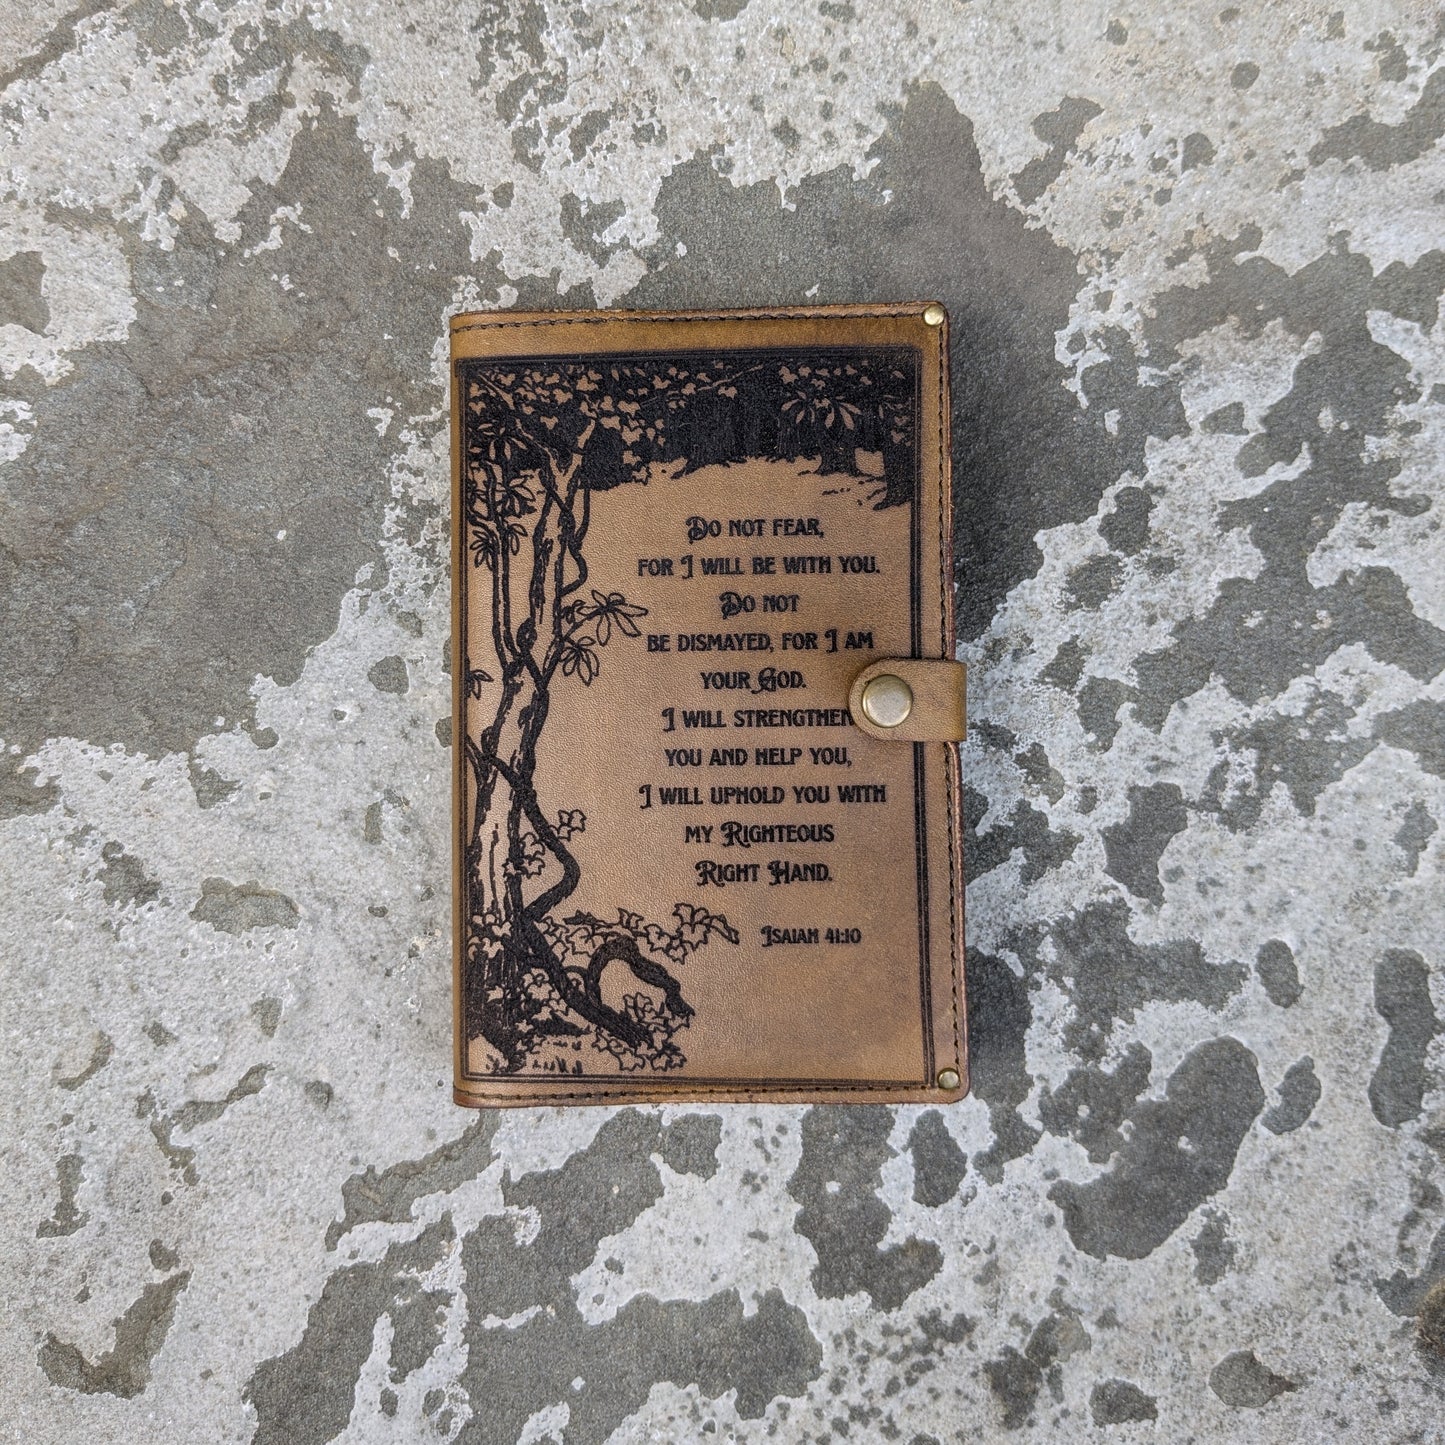 Do not fear,
for I will be with you.
Do not
be dismayed, for I am
your God.
I will strengthen
you and help you,
I will uphold you with
my Righteous
Right Hand.
Isaiah 41:10